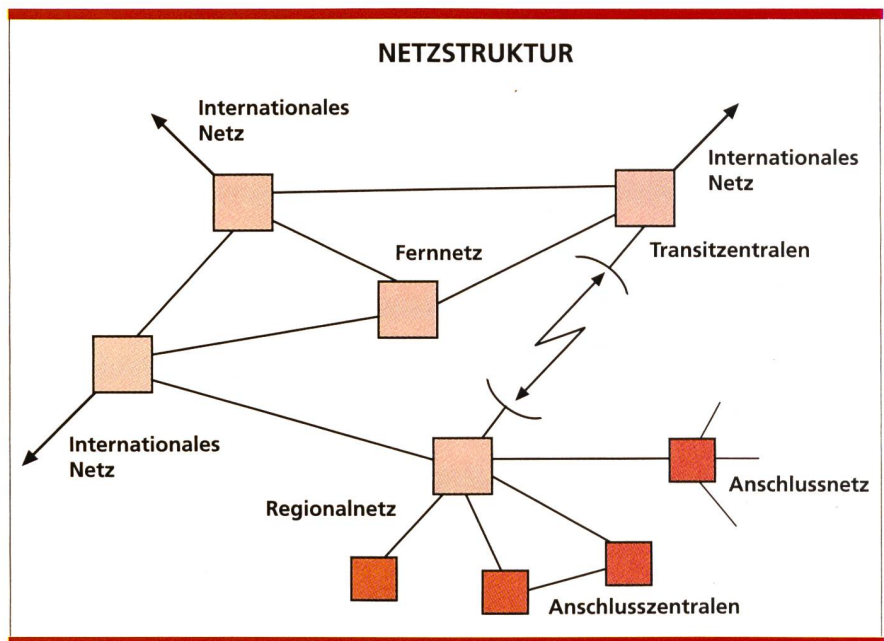 NETZSTRUKTUR
Internationales
Netz
Internationales
Netz
Fernnetz
Transitzentralen
Internationales
Netz
Anschlussnetz
Regionalnetz
Anschlusszentralen